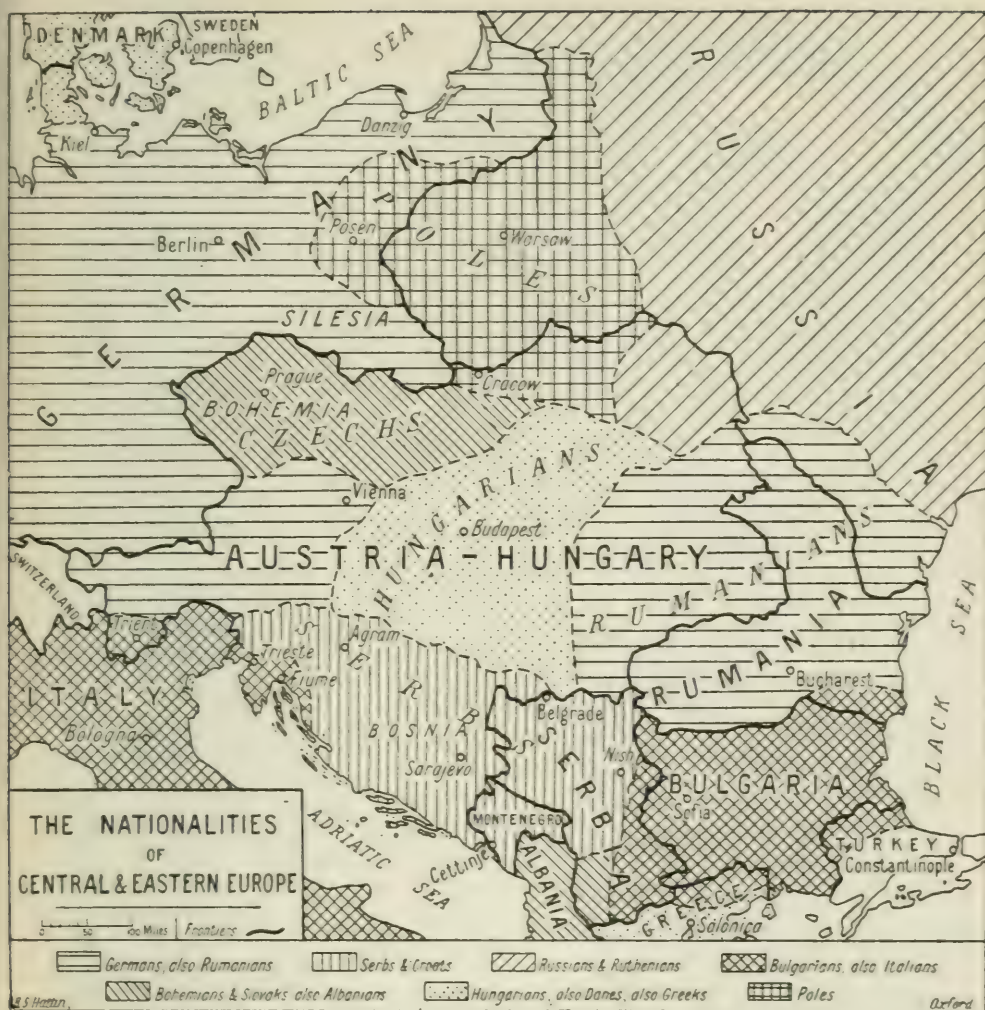 DENMARK
SWEDEN
Copenhagen
BALTIC SEA
RUSSIA
Kiel
Danzig
GERMANY
Posen
POLES
Warsaw
Berlin
SILESIA
Cracow
Prague
BOHEMIA
CZECHS
Vienna
HUNGARIANS
Budapest
AUSTRIA-HUNGARY
RUMANIANS
SWITZERLAND
Trient
Agram
SERBS
Trieste
Fiume
ITALY
Bologna
BOSNIA
Sarajevo
Belgrade
RUMANIA
Bucharest
BLACK SEA
SERBIA
Nish
BULGARIA
Sofia
MONTENEGRO
Cettinje
ADRIATIC SEA
ALBANIA
TURKEY
Constantinople
GREECE
Salonica
THE NATIONALITIES
OF
CENTRAL & EASTERN EUROPE
0 50 100 Miles Frontiers
Germans, also Rumanians
Serbs & Croats
Russians & Ruthenians
Bulgarians, also Italians
Bohemians & Slovaks also Albanians
Hungarians, also Danes, also Greeks
Poles
Oxford